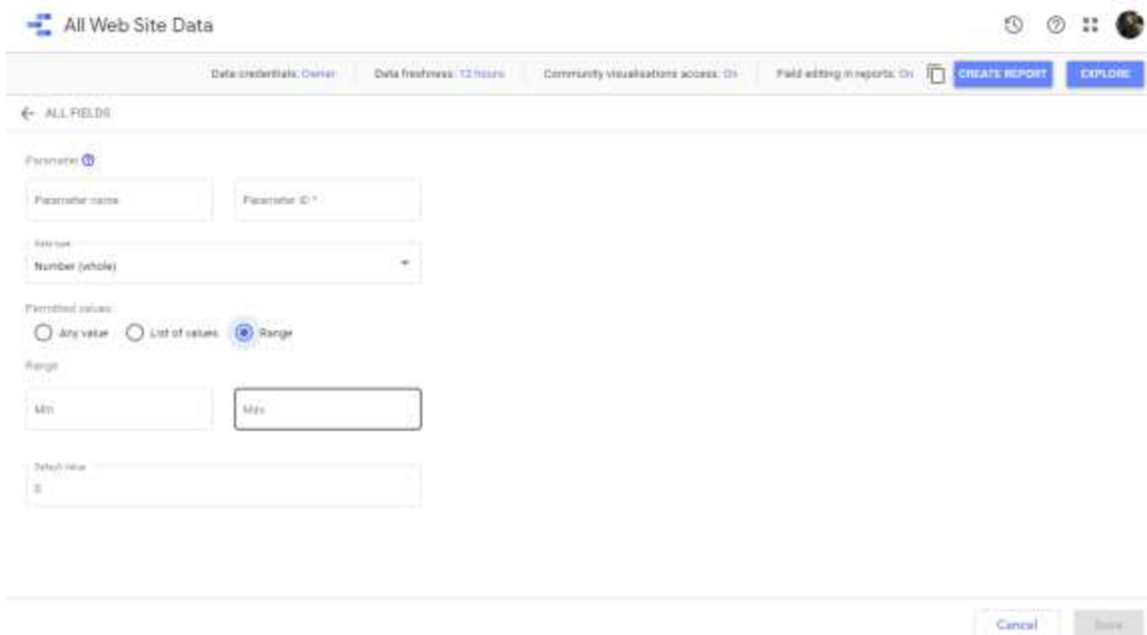 All Web Site Data
Data credentials: Owner Data freshness: 12 hours Community visualisations access: On Field editing in reports: On CREATE REPORT EXPLORE
ALL FIELDS
Parameter
Parameter name Parameter ID *
Data type
Number (whole)
Permitted values
Any value List of values Range
Range
Min Max
Default value
0
Cancel Save